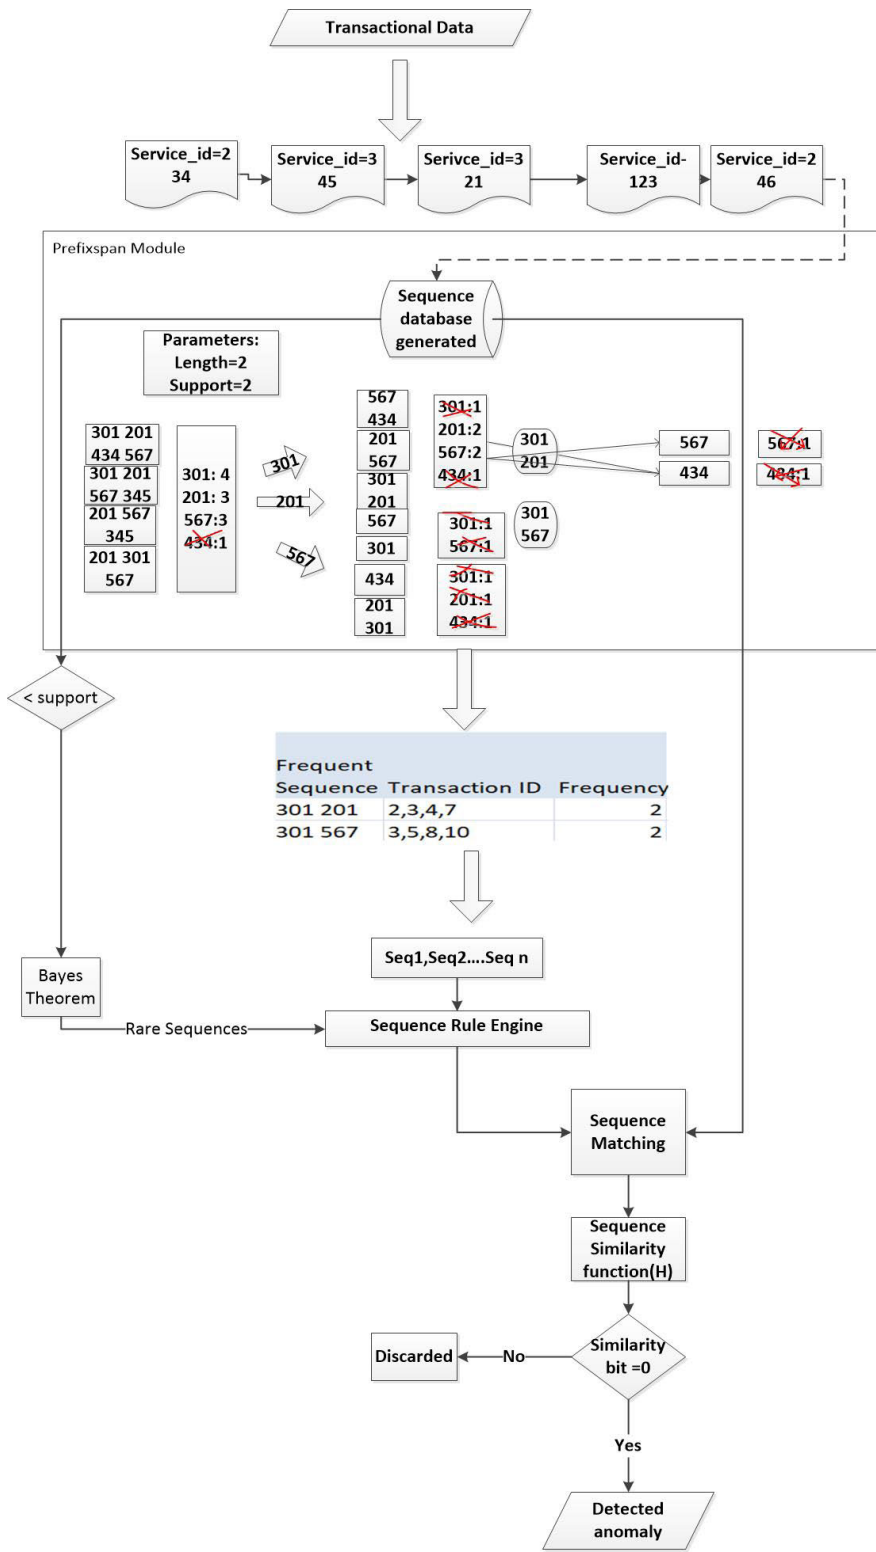 Transactional Data
Service_id=2
34
Service_id=3
45
Serivce_id=3
21
Service_id-
123
Service_id=2
46
Prefixspan Module
Sequence
database
generated
Parameters:
Length=2
Support=2
301 201
434 567
301 201
567 345
201 567
345
201 301
567
301: 4
201: 3
567:3
434:1
301
201
567
567
434
201
567
301
201
567
301
434
201
301
301:1
201:2
567:2
434:1
301:1
567:1
301:1
201:1
434:1
301
201
301
567
567
434
567:1
434:1
< support
Frequent
Sequence Transaction ID Frequency
301 201 2,3,4,7 2
301 567 3,5,8,10 2
Seq1,Seq2....Seq n
Bayes
Theorem
Rare Sequences
Sequence Rule Engine
Sequence
Matching
Sequence
Similarity
function(H)
Similarity
bit =0
No
Discarded
Yes
Detected
anomaly